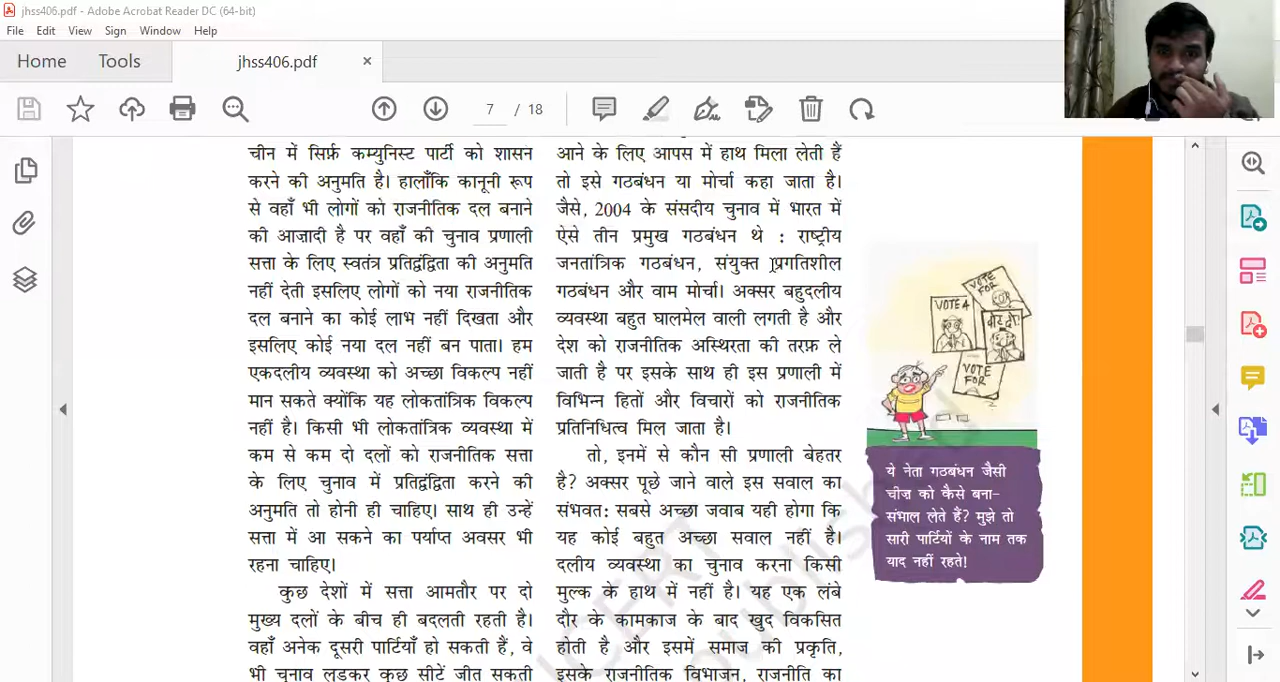 jhss406.pdf - Adobe Acrobat Reader DC (64-bit)
File Edit View Sign Window Help
Home Tools jhss406.pdf ×
7 / 18
चीन में सिर्फ़ कम्युनिस्ट पार्टी को शासन
करने की अनुमति है। हालाँकि कानूनी रूप
से वहाँ भी लोगों को राजनीतिक दल बनाने
की आज़ादी है पर वहाँ की चुनाव प्रणाली
सत्ता के लिए स्वतंत्र प्रतिद्वंद्विता की अनुमति
नहीं देती इसलिए लोगों को नया राजनीतिक
दल बनाने का कोई लाभ नहीं दिखता और
इसलिए कोई नया दल नहीं बन पाता। हम
एकदलीय व्यवस्था को अच्छा विकल्प नहीं
मान सकते क्योंकि यह लोकतांत्रिक विकल्प
नहीं है। किसी भी लोकतांत्रिक व्यवस्था में
कम से कम दो दलों को राजनीतिक सत्ता
के लिए चुनाव में प्रतिद्वंद्विता करने की
अनुमति तो होनी ही चाहिए। साथ ही उन्हें
सत्ता में आ सकने का पर्याप्त अवसर भी
रहना चाहिए।
कुछ देशों में सत्ता आमतौर पर दो
मुख्य दलों के बीच ही बदलती रहती है।
वहाँ अनेक दूसरी पार्टियाँ हो सकती हैं, वे
भी चुनाव लड़कर कुछ सीटें जीत सकती
आने के लिए आपस में हाथ मिला लेती हैं
तो इसे गठबंधन या मोर्चा कहा जाता है।
जैसे, 2004 के संसदीय चुनाव में भारत में
ऐसे तीन प्रमुख गठबंधन थे : राष्ट्रीय
जनतांत्रिक गठबंधन, संयुक्त प्रगतिशील
गठबंधन और वाम मोर्चा। अक्सर बहुदलीय
व्यवस्था बहुत घालमेल वाली लगती है और
देश को राजनीतिक अस्थिरता की तरफ़ ले
जाती है पर इसके साथ ही इस प्रणाली में
विभिन्न हितों और विचारों को राजनीतिक
प्रतिनिधित्व मिल जाता है।
तो, इनमें से कौन सी प्रणाली बेहतर
है? अक्सर पूछे जाने वाले इस सवाल का
संभवत: सबसे अच्छा जवाब यही होगा कि
यह कोई बहुत अच्छा सवाल नहीं है।
दलीय व्यवस्था का चुनाव करना किसी
मुल्क के हाथ में नहीं है। यह एक लंबे
दौर के कामकाज के बाद खुद विकसित
होती है और इसमें समाज की प्रकृति,
इसके राजनीतिक विभाजन, राजनीति का
VOTE
FOR
VOTE 4
वोट दो!
VOTE
FOR
ये नेता गठबंधन जैसी
चीज़ को कैसे बना-
संभाल लेते हैं? मुझे तो
सारी पार्टियों के नाम तक
याद नहीं रहते!